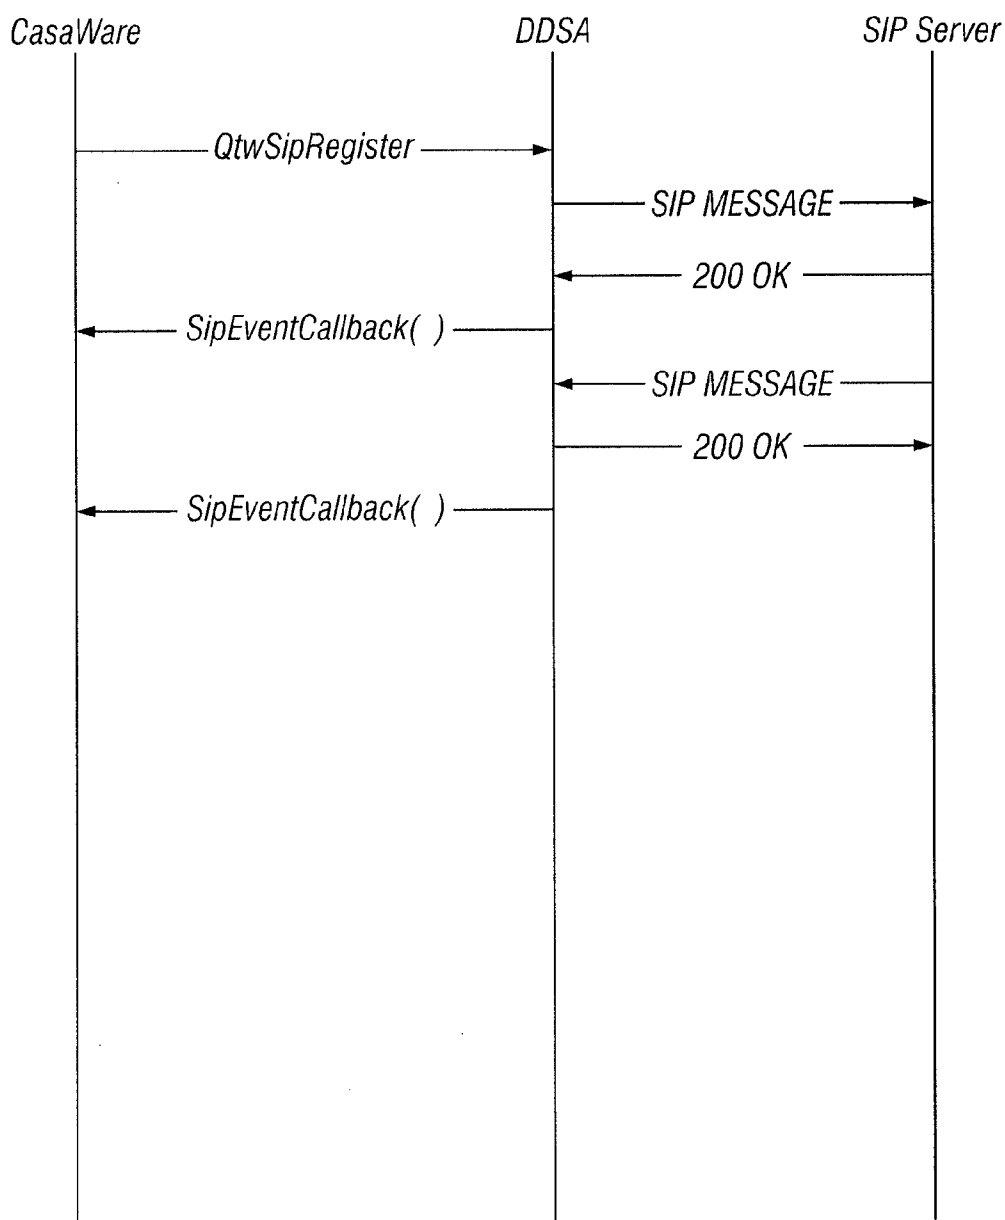 CasaWare DDSA SIP Server
QtwSipRegister
SIP MESSAGE
200 OK
SipEventCallback( )
SIP MESSAGE
200 OK
SipEventCallback( )